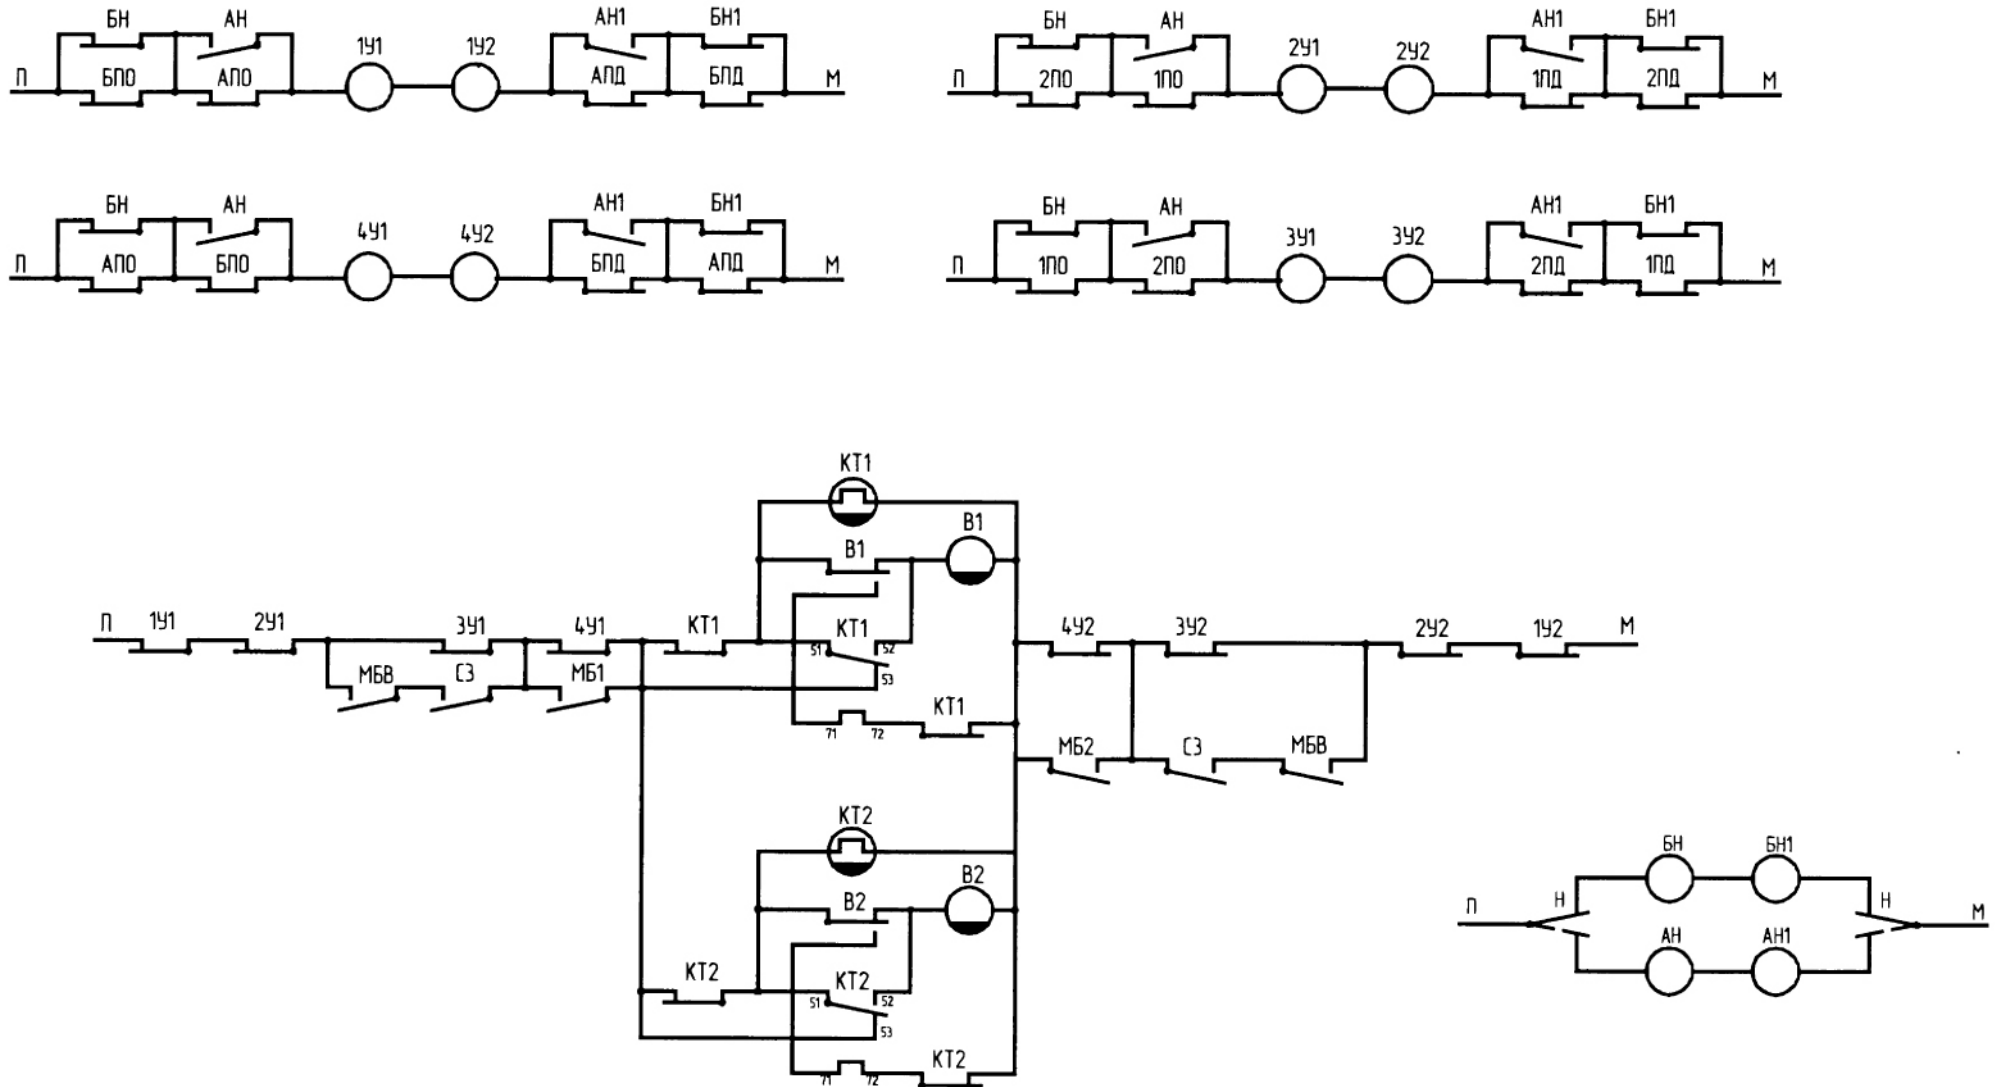 БН АН АН1 БН1
П БПО АПО 1У1 1У2 АПД БПД М
БН АН АН1 БН1
П 2ПО 1ПО 2У1 2У2 1ПД 2ПД М
БН АН АН1 БН1
П АПО БПО 4У1 4У2 БПД АПД М
БН АН АН1 БН1
П 1ПО 2ПО 3У1 3У2 2ПД 1ПД М
КТ1
В1
В1
П 1У1 2У1 3У1 4У1 КТ1 КТ1 4У2 3У2 2У2 1У2 М
51 52
МБВ СЗ МБ1 53
КТ1
71 72
МБ2 СЗ МБВ
КТ2
В2
В2
КТ2 КТ2
51 52
53
КТ2
71 72
БН БН1
П Н Н М
АН АН1